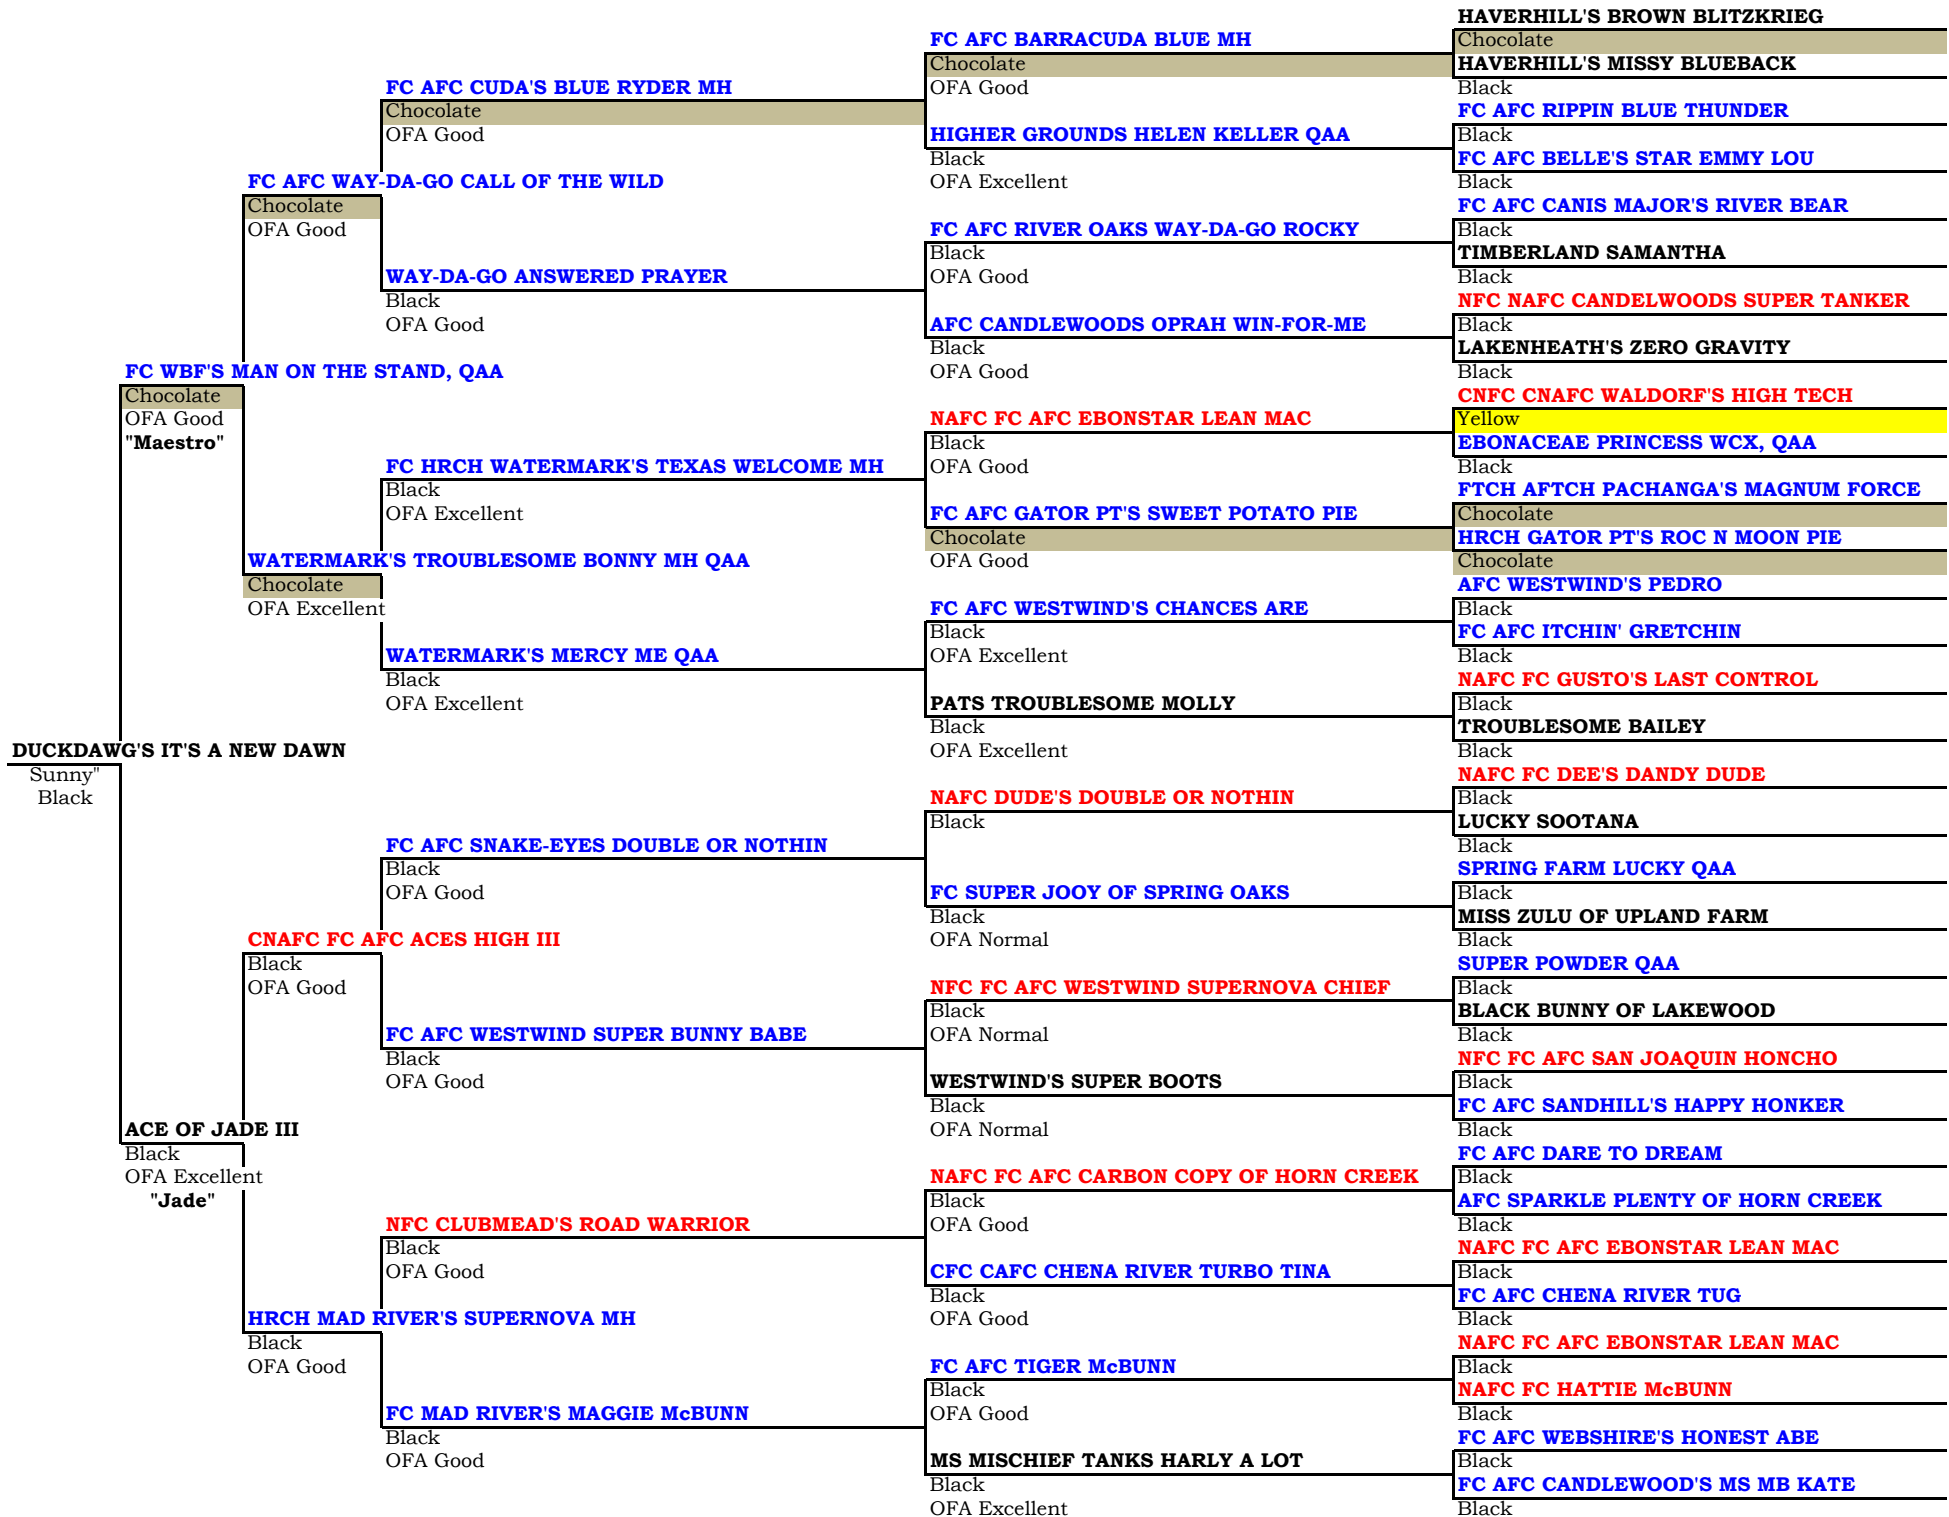 HAVERHILL'S BROWN BLITZKRIEG
FC AFC BARRACUDA BLUE MH
Chocolate
Chocolate
HAVERHILL'S MISSY BLUEBACK
FC AFC CUDA'S BLUE RYDER MH
OFA Good
Black
Chocolate
FC AFC RIPPIN BLUE THUNDER
OFA Good
HIGHER GROUNDS HELEN KELLER QAA
Black
Black
FC AFC BELLE'S STAR EMMY LOU
FC AFC WAY-DA-GO CALL OF THE WILD
OFA Excellent
Black
Chocolate
FC AFC CANIS MAJOR'S RIVER BEAR
OFA Good
FC AFC RIVER OAKS WAY-DA-GO ROCKY
Black
Black
TIMBERLAND SAMANTHA
WAY-DA-GO ANSWERED PRAYER
OFA Good
Black
Black
NFC NAFC CANDELWOODS SUPER TANKER
OFA Good
AFC CANDLEWOODS OPRAH WIN-FOR-ME
Black
Black
LAKENHEATH'S ZERO GRAVITY
FC WBF'S MAN ON THE STAND, QAA
OFA Good
Black
Chocolate
CNFC CNAFC WALDORF'S HIGH TECH
OFA Good
NAFC FC AFC EBONSTAR LEAN MAC
Yellow
"Maestro"
Black
EBONACEAE PRINCESS WCX, QAA
FC HRCH WATERMARK'S TEXAS WELCOME MH
OFA Good
Black
Black
FTCH AFTCH PACHANGA'S MAGNUM FORCE
OFA Excellent
FC AFC GATOR PT'S SWEET POTATO PIE
Chocolate
Chocolate
HRCH GATOR PT'S ROC N MOON PIE
WATERMARK'S TROUBLESOME BONNY MH QAA
OFA Good
Chocolate
Chocolate
AFC WESTWIND'S PEDRO
OFA Excellent
FC AFC WESTWIND'S CHANCES ARE
Black
Black
FC AFC ITCHIN' GRETCHIN
WATERMARK'S MERCY ME QAA
OFA Excellent
Black
Black
NAFC FC GUSTO'S LAST CONTROL
OFA Excellent
PATS TROUBLESOME MOLLY
Black
Black
TROUBLESOME BAILEY
DUCKDAWG'S IT'S A NEW DAWN
OFA Excellent
Black
Sunny"
NAFC FC DEE'S DANDY DUDE
Black
NAFC DUDE'S DOUBLE OR NOTHIN
Black
Black
LUCKY SOOTANA
FC AFC SNAKE-EYES DOUBLE OR NOTHIN
Black
Black
SPRING FARM LUCKY QAA
OFA Good
FC SUPER JOOY OF SPRING OAKS
Black
Black
MISS ZULU OF UPLAND FARM
CNAFC FC AFC ACES HIGH III
OFA Normal
Black
Black
SUPER POWDER QAA
OFA Good
NFC FC AFC WESTWIND SUPERNOVA CHIEF
Black
Black
BLACK BUNNY OF LAKEWOOD
FC AFC WESTWIND SUPER BUNNY BABE
OFA Normal
Black
Black
NFC FC AFC SAN JOAQUIN HONCHO
OFA Good
WESTWIND'S SUPER BOOTS
Black
Black
FC AFC SANDHILL'S HAPPY HONKER
ACE OF JADE III
OFA Normal
Black
Black
FC AFC DARE TO DREAM
OFA Excellent
NAFC FC AFC CARBON COPY OF HORN CREEK
Black
"Jade"
Black
AFC SPARKLE PLENTY OF HORN CREEK
NFC CLUBMEAD'S ROAD WARRIOR
OFA Good
Black
Black
NAFC FC AFC EBONSTAR LEAN MAC
OFA Good
CFC CAFC CHENA RIVER TURBO TINA
Black
Black
FC AFC CHENA RIVER TUG
HRCH MAD RIVER'S SUPERNOVA MH
OFA Good
Black
Black
NAFC FC AFC EBONSTAR LEAN MAC
OFA Good
FC AFC TIGER McBUNN
Black
Black
NAFC FC HATTIE McBUNN
FC MAD RIVER'S MAGGIE McBUNN
OFA Good
Black
Black
FC AFC WEBSHIRE'S HONEST ABE
OFA Good
MS MISCHIEF TANKS HARLY A LOT
Black
Black
FC AFC CANDLEWOOD'S MS MB KATE
OFA Excellent
Black